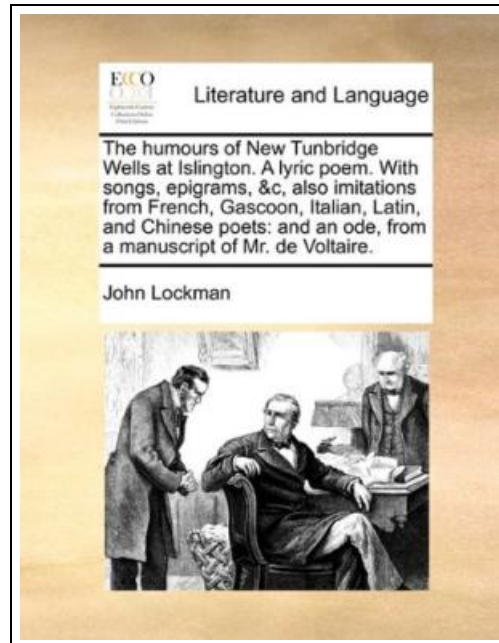 ECCO
Literature and Language
The humours of New Tunbridge
Wells at Islington. A lyric poem. With
songs, epigrams, &c, also imitations
from French, Gascoon, Italian, Latin,
and Chinese poets: and an ode, from
a manuscript of Mr. de Voltaire.
John Lockman